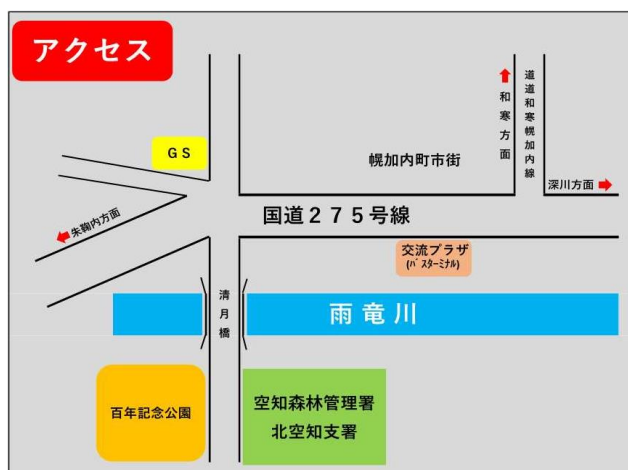 アクセス
和寒方面
道道和寒幌加内線
GS
幌加内町市街
深川方面
国道275号線
朱鞠内方面
交流プラザ
(ﾊﾞｽﾀｰﾐﾅﾙ)
清月橋
雨竜川
百年記念公園
空知森林管理署
北空知支署